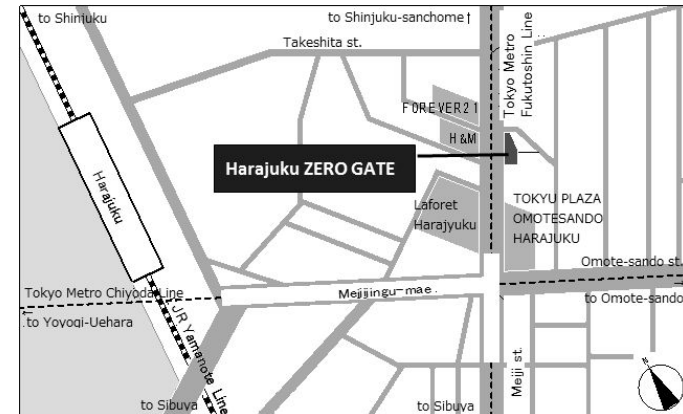 to Shinjuku
to Shinjuku-sanchome↑
Takeshita st.
Tokyo Metro
Fukutoshin Line
FOREVER21
H&M
Harajuku ZERO GATE
Harajuku
Laforet
Harajyuku
TOKYU PLAZA
OMOTESANDO
HARAJUKU
Omote-sando st.
Tokyo Metro Chiyoda Line
Meijijingu-mae.
to Omote-sando
to Yoyogi-Uehara
JR Yamanote Line
Meiji st.
to Sibuya
to Sibuya